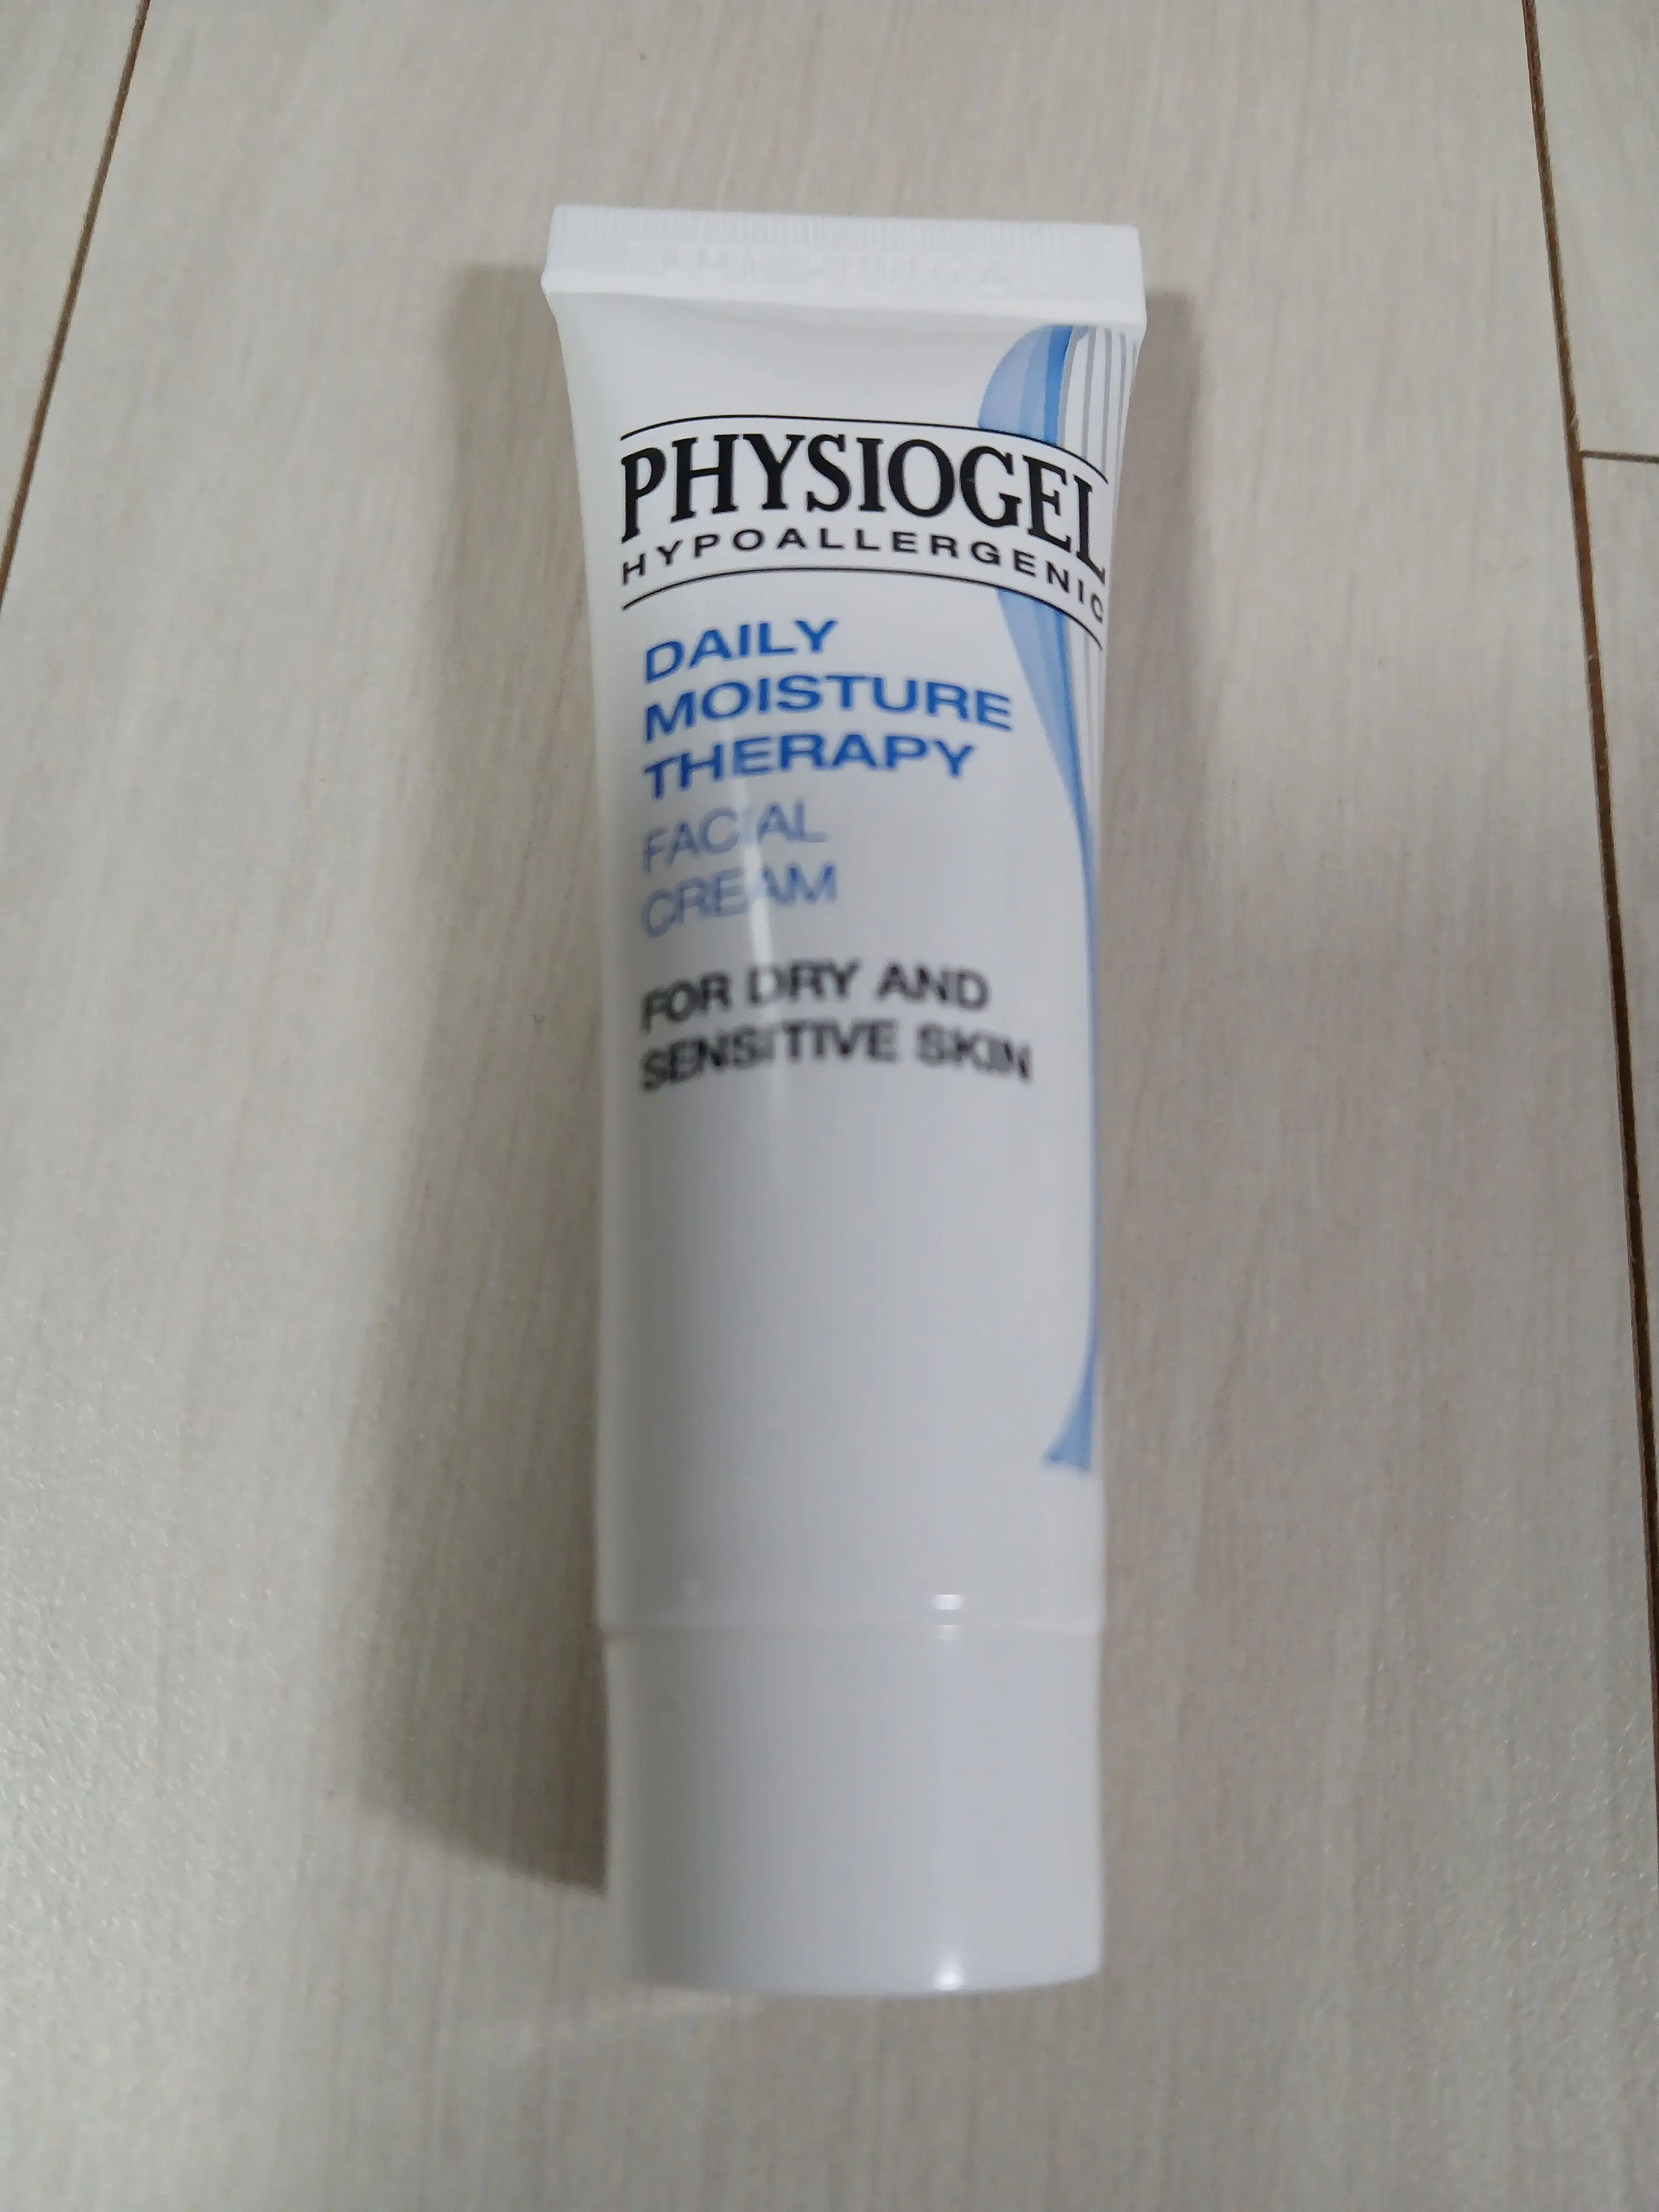 PHYSIOGEL
HYPOALLERGENIC
DAILY
MOISTURE
THERAPY
FACIAL
CREAM
FOR DRY AND
SENSITIVE SKIN